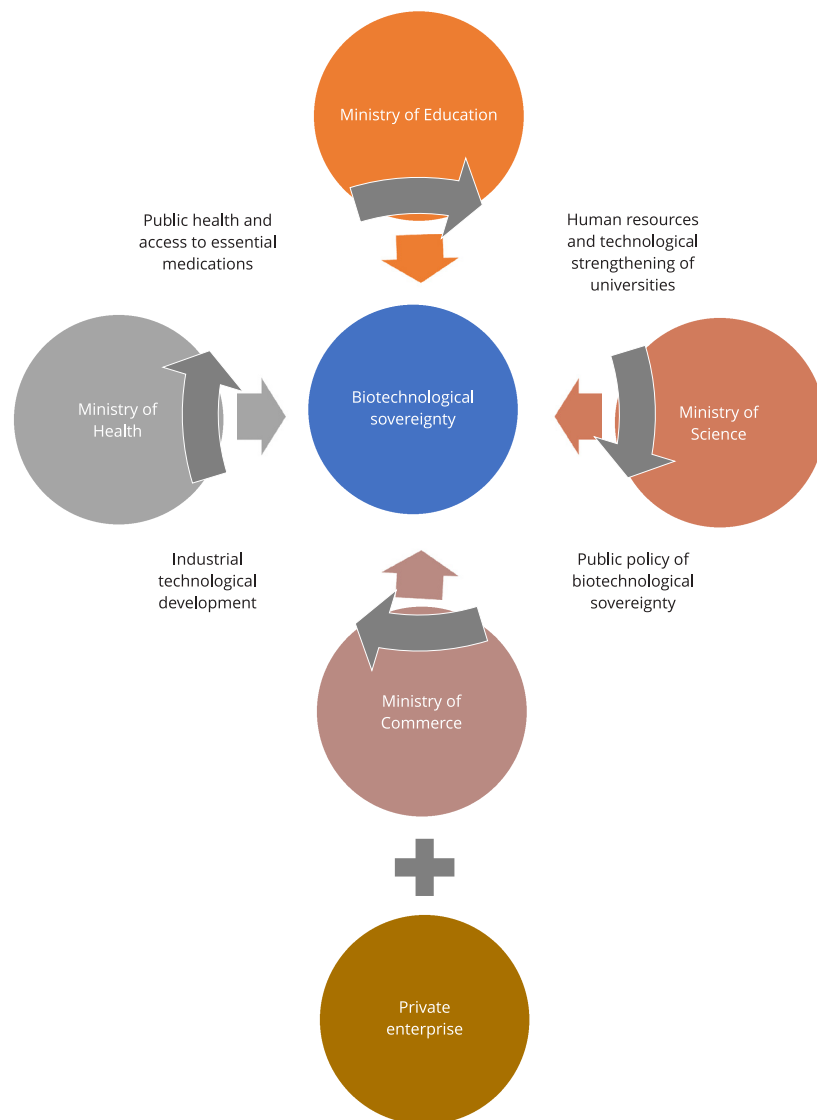 Ministry of Education
Public health and
access to essential
medications
Human resources
and technological
strengthening of
universities
Ministry of
Health
Biotechnological
sovereignty
Ministry of
Science
Industrial
technological
development
Public policy of
biotechnological
sovereignty
Ministry of
Commerce
Private
enterprise